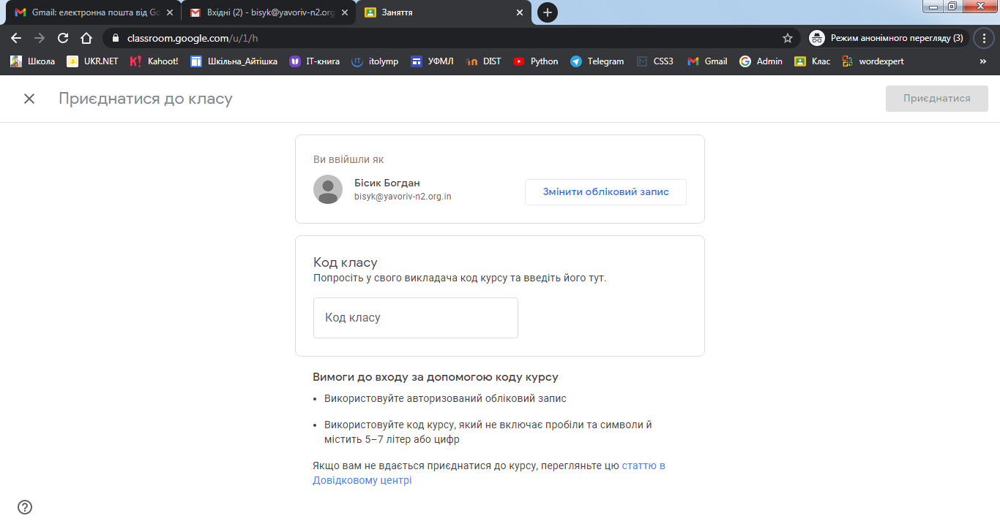 Gmail: електронна пошта від Go
Вхідні (2) - bisyk@yavoriv-n2.org
Заняття
classroom.google.com/u/1/h
Режим анонімного перегляду (3)
Школа
UKR.NET
Kahoot!
Шкільна_Айтішка
ІТ-книга
itolymp
УФМЛ
DIST
Python
Telegram
CSS3
Gmail
Admin
Клас
wordexpert
»
Приєднатися до класу
Приєднатися
Ви ввійшли як
Бісик Богдан
bisyk@yavoriv-n2.org.in
Змінити обліковий запис
Код класу
Попросіть у свого викладача код курсу та введіть його тут.
Код класу
Вимоги до входу за допомогою коду курсу
• Використовуйте авторизований обліковий запис
• Використовуйте код курсу, який не включає пробіли та символи й
містить 5–7 літер або цифр
Якщо вам не вдається приєднатися до курсу, перегляньте цю статтю в
Довідковому центрі